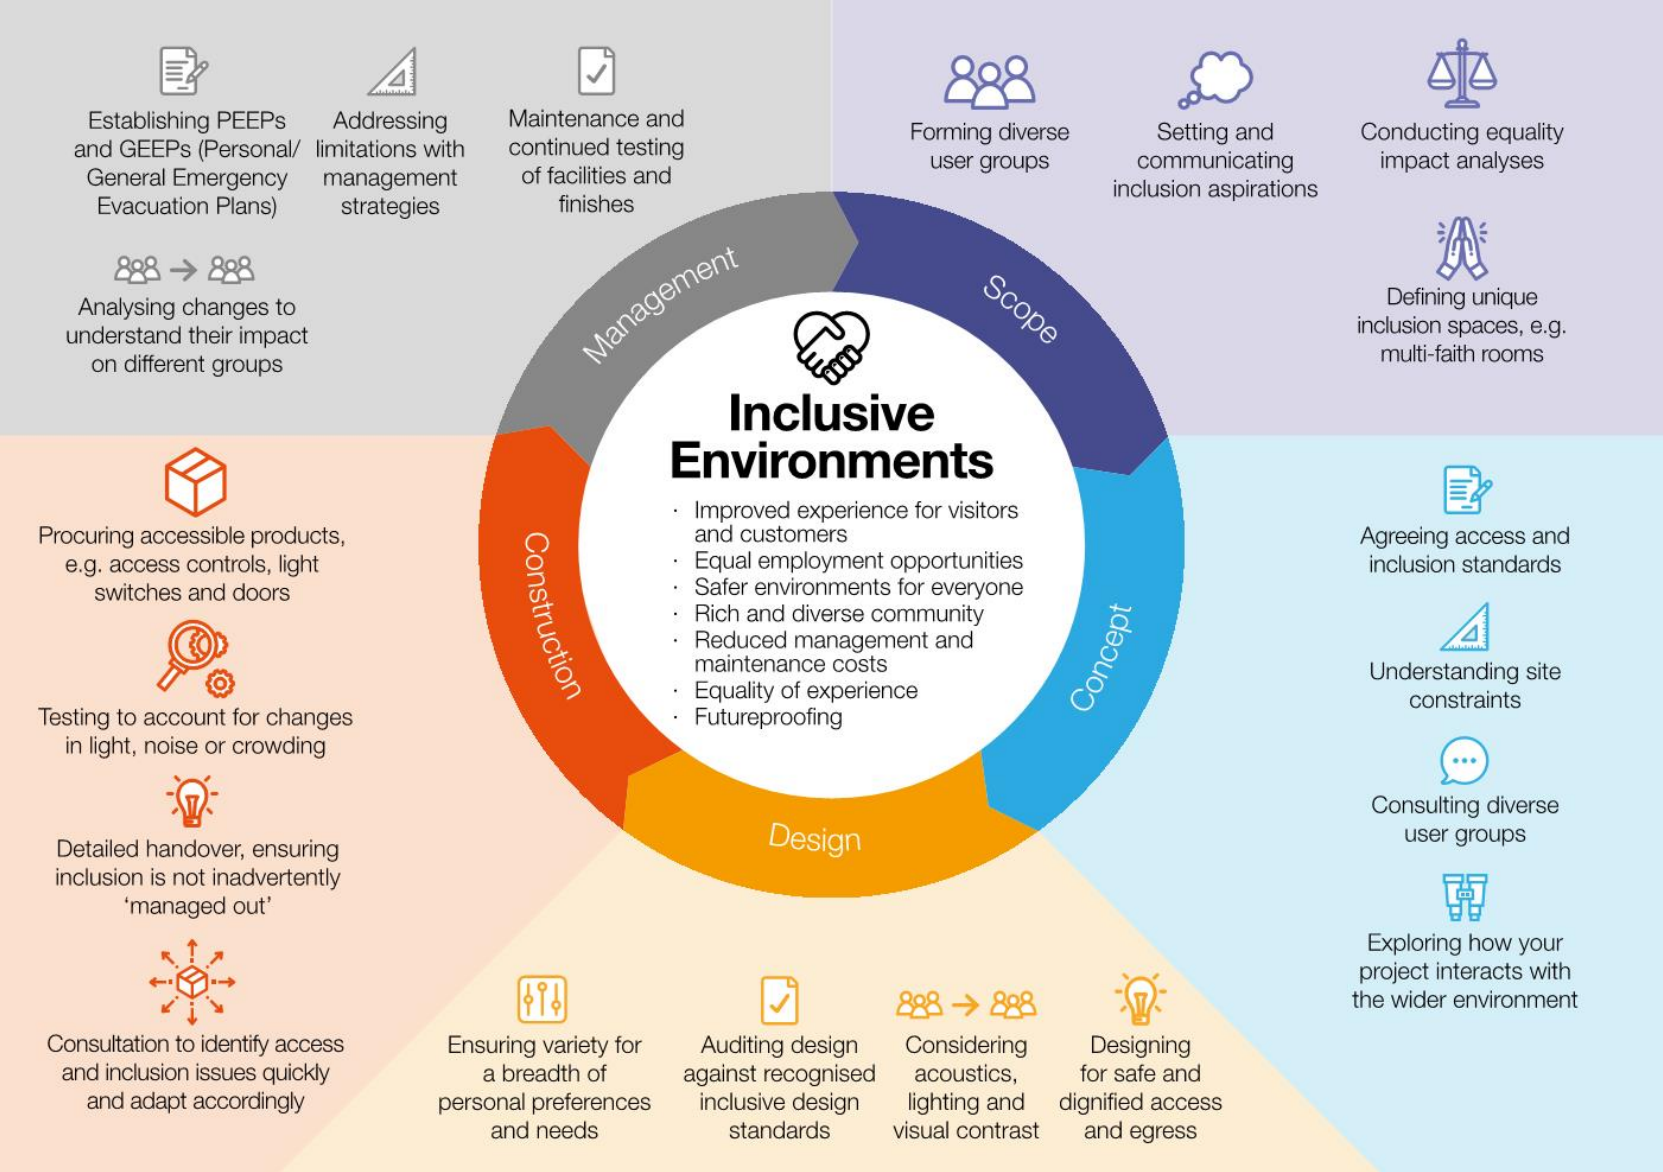 Establishing PEEPs
and GEEPs (Personal/
General Emergency
Evacuation Plans)
Addressing
limitations with
management
strategies
Maintenance and
continued testing
of facilities and
finishes
Analysing changes to
understand their impact
on different groups
Forming diverse
user groups
Setting and
communicating
inclusion aspirations
Conducting equality
impact analyses
Defining unique
inclusion spaces, e.g.
multi-faith rooms
Management
Scope
Concept
Design
Construction
Inclusive
Environments
· Improved experience for visitors
and customers
· Equal employment opportunities
· Safer environments for everyone
· Rich and diverse community
· Reduced management and
maintenance costs
· Equality of experience
· Futureproofing
Procuring accessible products,
e.g. access controls, light
switches and doors
Testing to account for changes
in light, noise or crowding
Detailed handover, ensuring
inclusion is not inadvertently
‘managed out’
Consultation to identify access
and inclusion issues quickly
and adapt accordingly
Agreeing access and
inclusion standards
Understanding site
constraints
Consulting diverse
user groups
Exploring how your
project interacts with
the wider environment
Ensuring variety for
a breadth of
personal preferences
and needs
Auditing design
against recognised
inclusive design
standards
Considering
acoustics,
lighting and
visual contrast
Designing
for safe and
dignified access
and egress